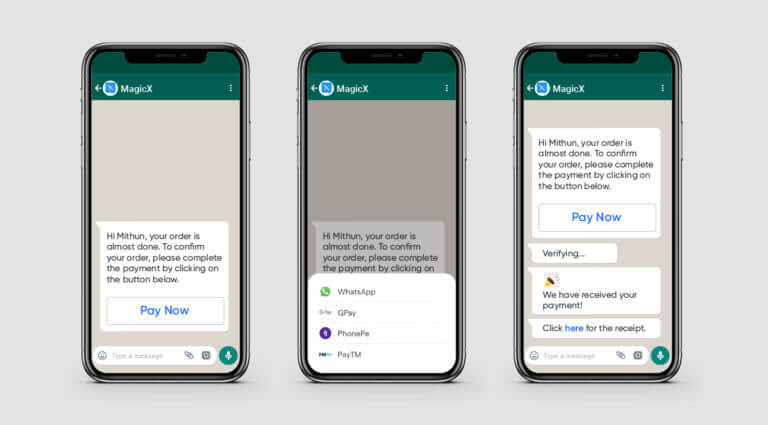 MagicX
Hi Mithun, your order is
almost done. To confirm
your order, please complete
the payment by clicking on
the button below.
Pay Now
Type a message
MagicX
Hi Mithun, your order is
almost done. To confirm
your order, please complete
the payment by clicking on
WhatsApp
G Pay GPay
PhonePe
Paytm PayTM
MagicX
Hi Mithun, your order is
almost done. To confirm
your order, please complete
the payment by clicking on
the button below.
Pay Now
Verifying...
We have received your
payment!
Click here for the receipt.
Type a message